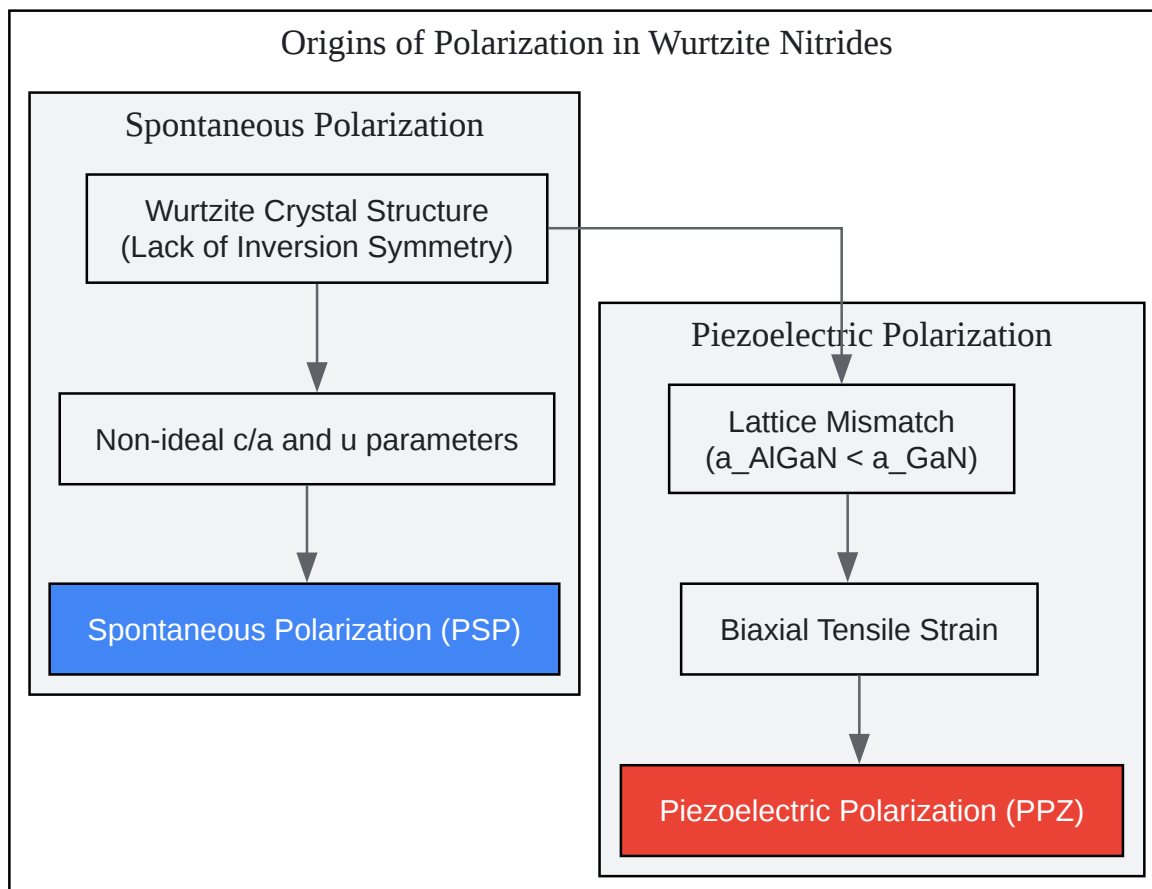 Origins of Polarization in Wurtzite Nitrides
Spontaneous Polarization
Wurtzite Crystal Structure
(Lack of Inversion Symmetry)
Non-ideal c/a and u parameters
Spontaneous Polarization (PSP)
Piezoelectric Polarization
Lattice Mismatch
(a_AlGaN < a_GaN)
Biaxial Tensile Strain
Piezoelectric Polarization (PPZ)